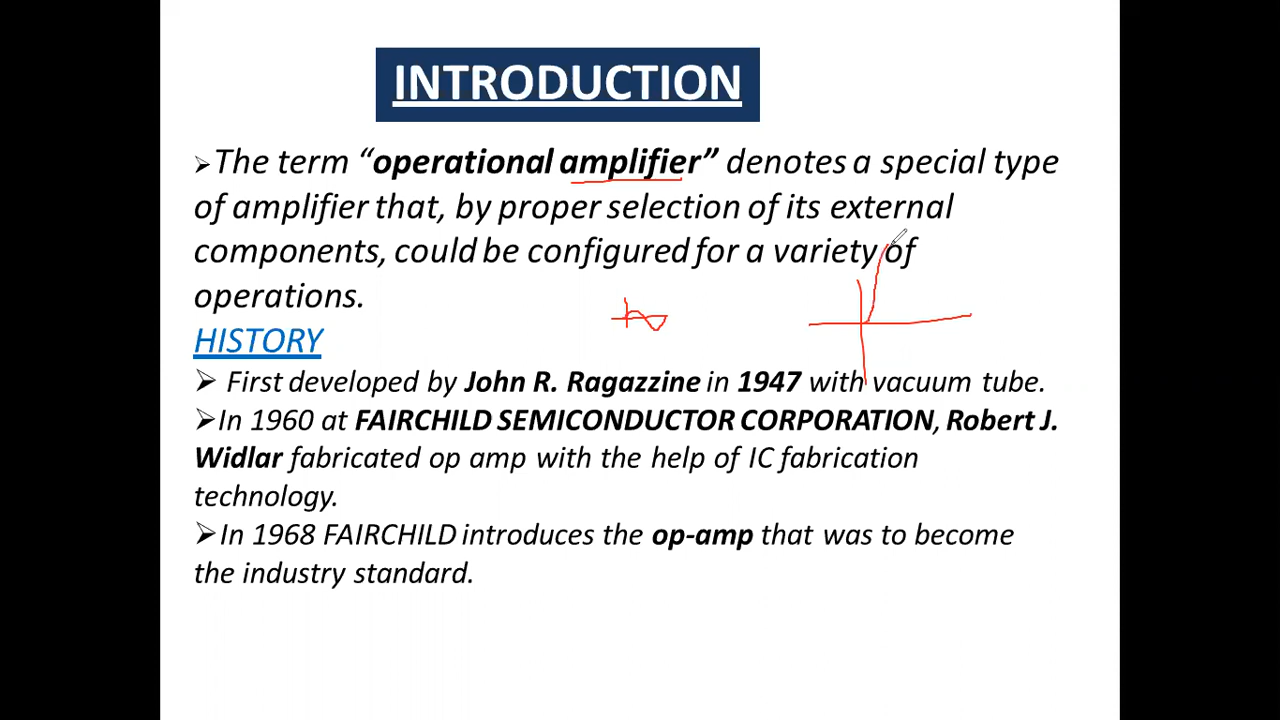 INTRODUCTION
➢The term “operational amplifier” denotes a special type
of amplifier that, by proper selection of its external
components, could be configured for a variety of
operations.
HISTORY
➢ First developed by John R. Ragazzine in 1947 with vacuum tube.
➢In 1960 at FAIRCHILD SEMICONDUCTOR CORPORATION, Robert J.
Widlar fabricated op amp with the help of IC fabrication
technology.
➢In 1968 FAIRCHILD introduces the op-amp that was to become
the industry standard.